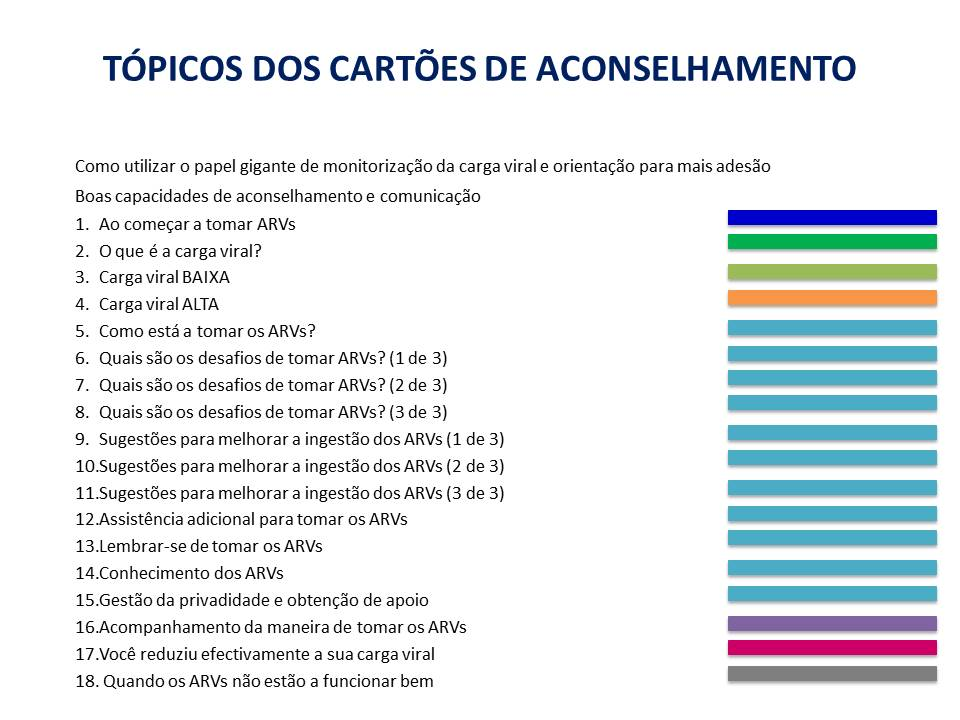 TÓPICOS DOS CARTÕES DE ACONSELHAMENTO
Como utilizar o papel gigante de monitorização da carga viral e orientação para mais adesão
Boas capacidades de aconselhamento e comunicação
1. Ao começar a tomar ARVs
2. O que é a carga viral?
3. Carga viral BAIXA
4. Carga viral ALTA
5. Como está a tomar os ARVs?
6. Quais são os desafios de tomar ARVs? (1 de 3)
7. Quais são os desafios de tomar ARVs? (2 de 3)
8. Quais são os desafios de tomar ARVs? (3 de 3)
9. Sugestões para melhorar a ingestão dos ARVs (1 de 3)
10.Sugestões para melhorar a ingestão dos ARVs (2 de 3)
11.Sugestões para melhorar a ingestão dos ARVs (3 de 3)
12.Assistência adicional para tomar os ARVs
13.Lembrar-se de tomar os ARVs
14.Conhecimento dos ARVs
15.Gestão da privadidade e obtenção de apoio
16.Acompanhamento da maneira de tomar os ARVs
17.Você reduziu efectivamente a sua carga viral
18. Quando os ARVs não estão a funcionar bem